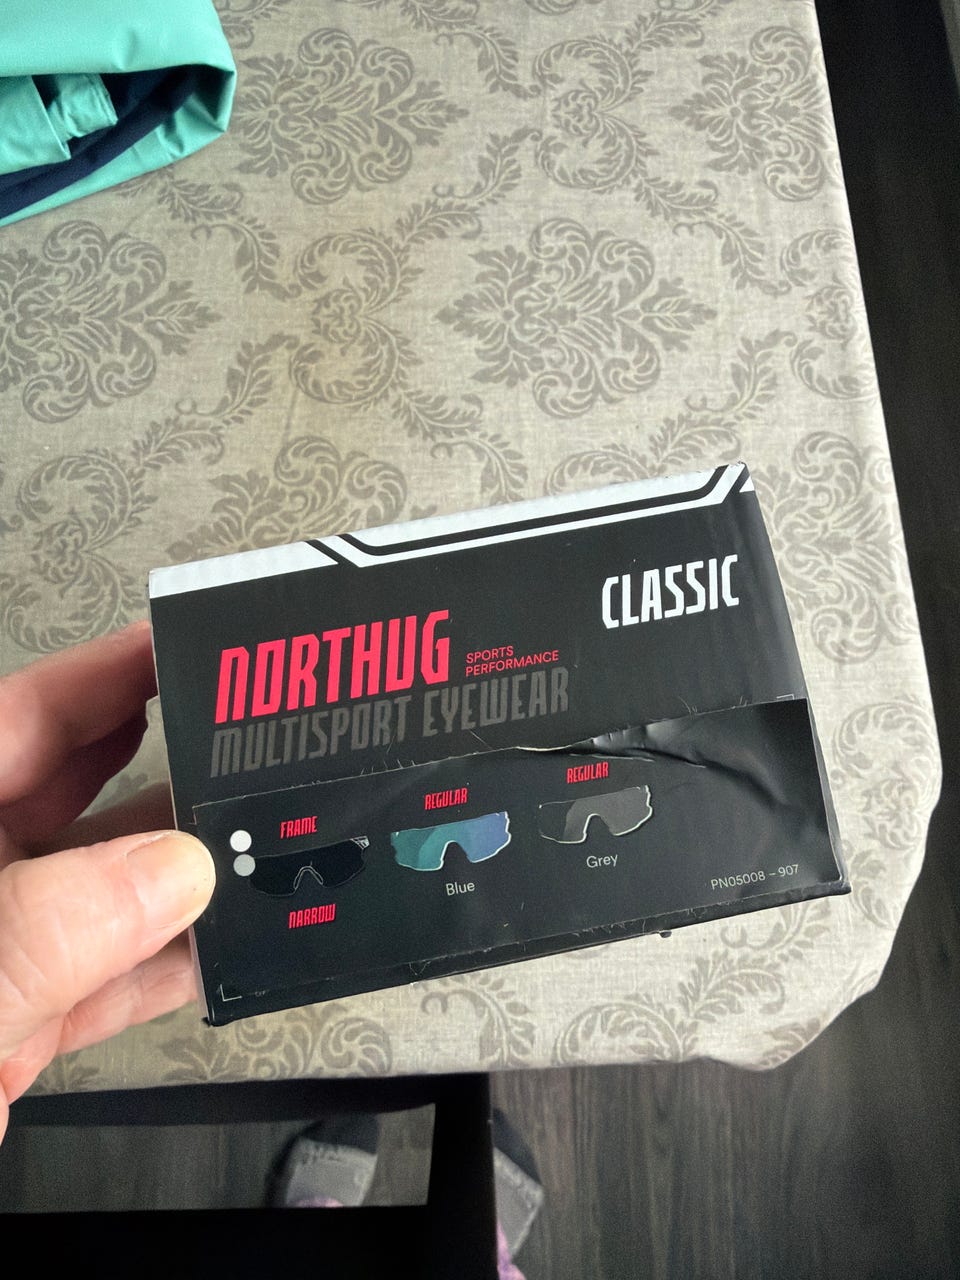 CLASSIC
NORTHUG
SPORTS
PERFORMANCE
MULTISPORT EYEWEAR
FRAME
REGULAR
REGULAR
NARROW
Blue
Grey
PN05008 - 907